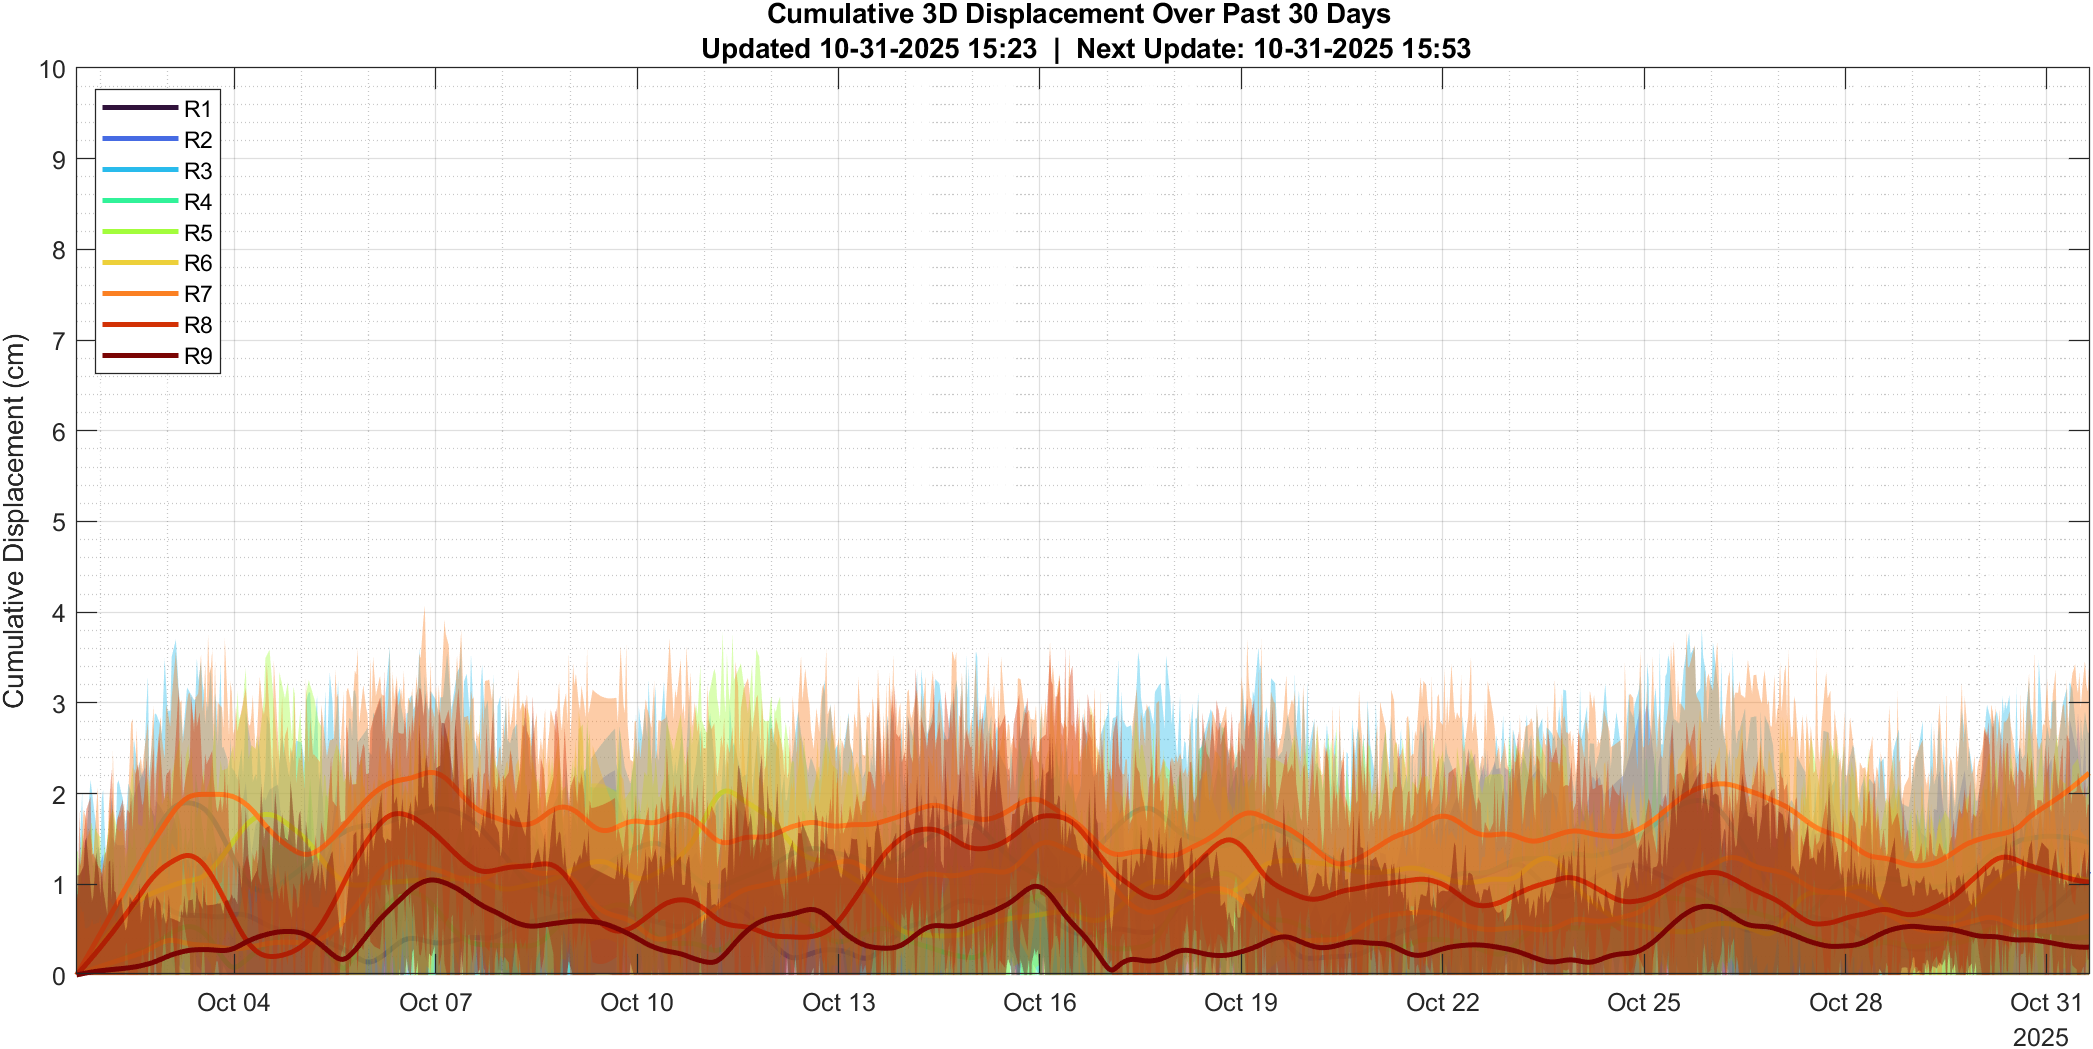 Cumulative 3D Displacement Over Past 30 Days
Updated 10-31-2025 15:23 | Next Update: 10-31-2025 15:53
10
9
8
7
6
5
4
3
2
1
0
Cumulative Displacement (cm)
R1
R2
R3
R4
R5
R6
R7
R8
R9
Oct 04 Oct 07 Oct 10 Oct 13 Oct 16 Oct 19 Oct 22 Oct 25 Oct 28 Oct 31
2025